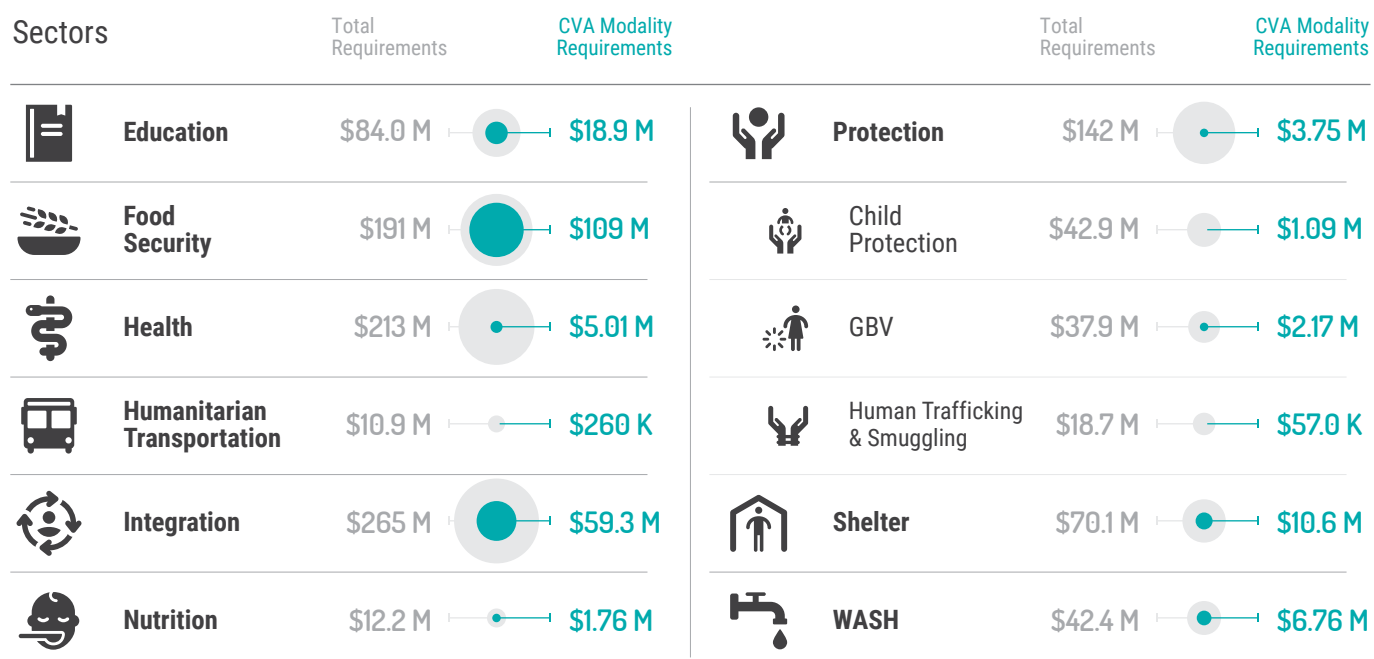 Sectors
Total
Requirements
CVA Modality
Requirements
Total
Requirements
CVA Modality
Requirements
Education $84.0 M $18.9 M
Food
Security
$191 M $109 M
Health $213 M $5.01 M
Humanitarian
Transportation
$10.9 M $260 K
Integration $265 M $59.3 M
Nutrition $12.2 M $1.76 M
Protection $142 M $3.75 M
Child
Protection
$42.9 M $1.09 M
GBV $37.9 M $2.17 M
Human Trafficking
& Smuggling
$18.7 M $57.0 K
Shelter $70.1 M $10.6 M
WASH $42.4 M $6.76 M